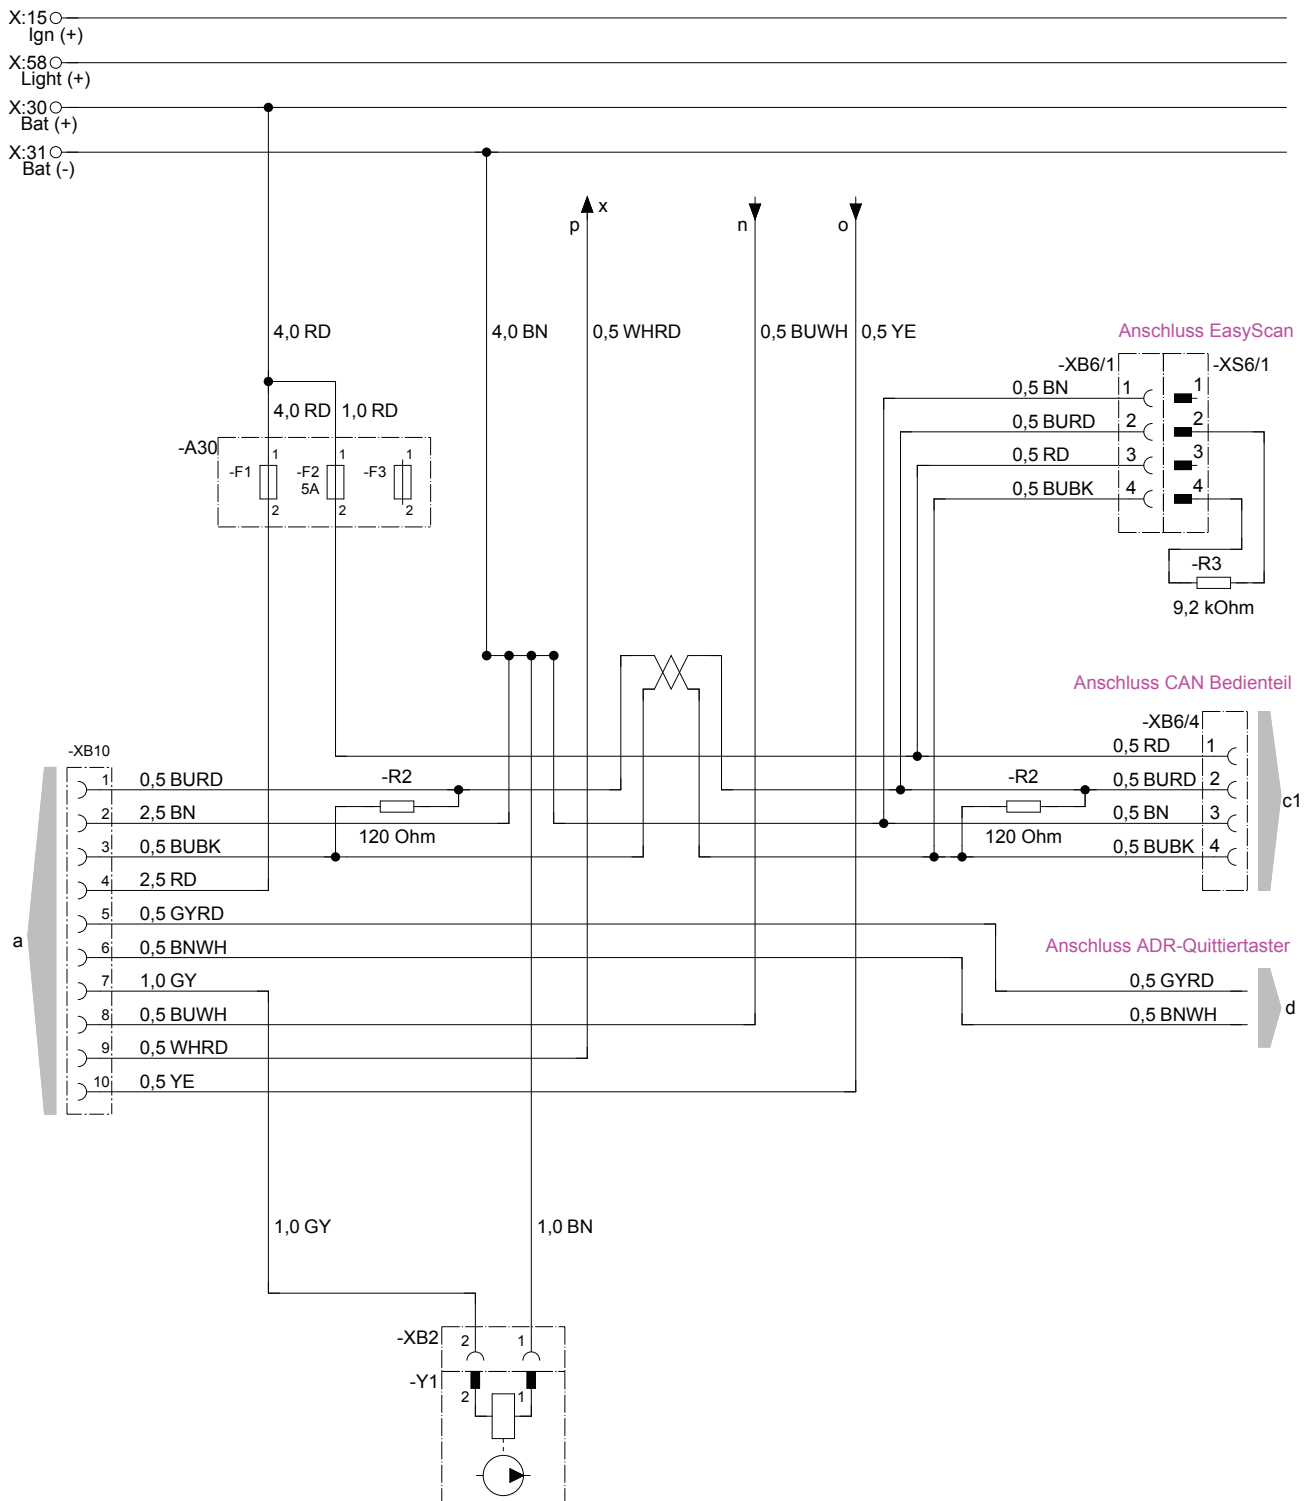 X:15
Ign (+)
X:58
Light (+)
X:30
Bat (+)
X:31
Bat (-)
p
x
n
o
4,0 RD
4,0 BN
0,5 WHRD
0,5 BUWH
0,5 YE
Anschluss EasyScan
-XB6/1
-XS6/1
0,5 BN
1
1
0,5 BURD
2
2
0,5 RD
3
3
0,5 BUBK
4
4
-R3
9,2 kOhm
4,0 RD
1,0 RD
-A30
1
1
1
-F1
-F2
5A
-F3
2
2
2
Anschluss CAN Bedienteil
-XB6/4
0,5 RD
1
0,5 BURD
2
0,5 BN
3
0,5 BUBK
4
c1
-R2
120 Ohm
-R2
120 Ohm
-XB10
a
1
0,5 BURD
2
2,5 BN
3
0,5 BUBK
4
2,5 RD
5
0,5 GYRD
6
0,5 BNWH
7
1,0 GY
8
0,5 BUWH
9
0,5 WHRD
10
0,5 YE
Anschluss ADR-Quittiertaster
0,5 GYRD
0,5 BNWH
d
1,0 GY
1,0 BN
-XB2
2
1
-Y1
2
1